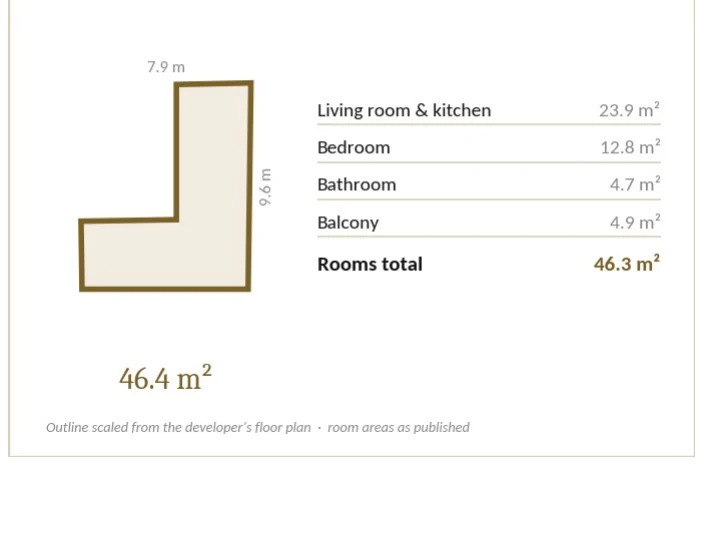 7.9 m
9.6 m
Living room & kitchen 23.9 m²
Bedroom 12.8 m²
Bathroom 4.7 m²
Balcony 4.9 m²
Rooms total 46.3 m²
46.4 m²
Outline scaled from the developer's floor plan · room areas as published